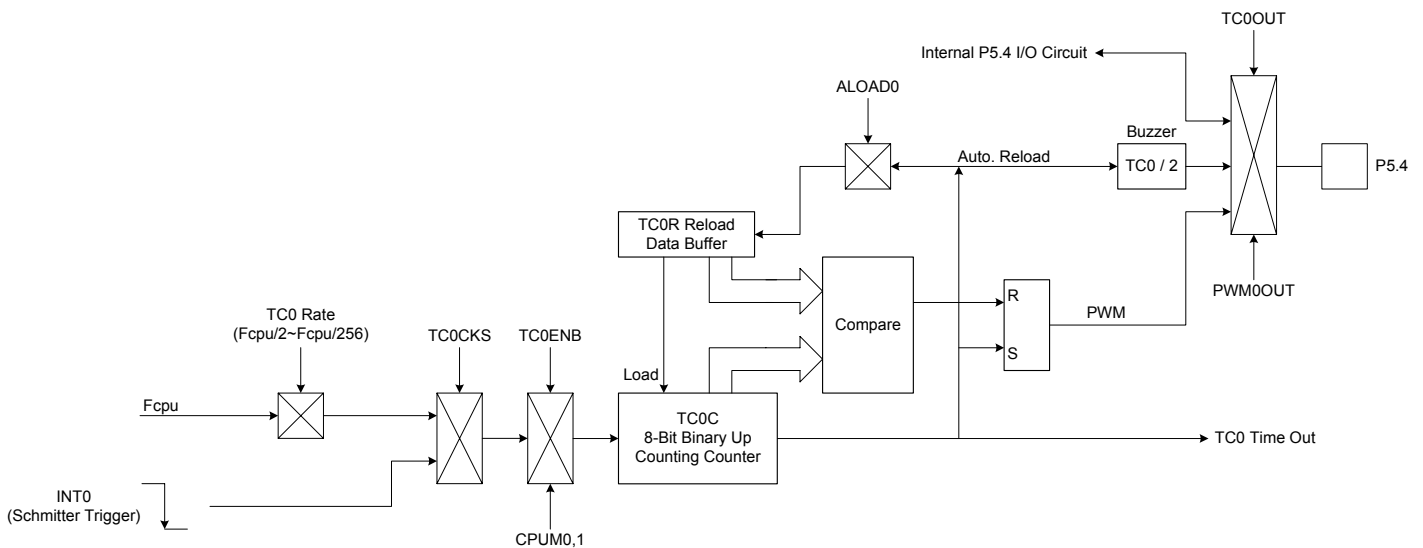 TC0OUT
Internal P5.4 I/O Circuit
ALOAD0
Buzzer
Auto. Reload
TC0 / 2
P5.4
TC0R Reload
Data Buffer
R
PWM0OUT
TC0 Rate
(Fcpu/2~Fcpu/256)
PWM
Compare
TC0CKS
TC0ENB
S
Load
Fcpu
TC0C
8-Bit Binary Up
Counting Counter
TC0 Time Out
INT0
(Schmitter Trigger)
CPUM0,1